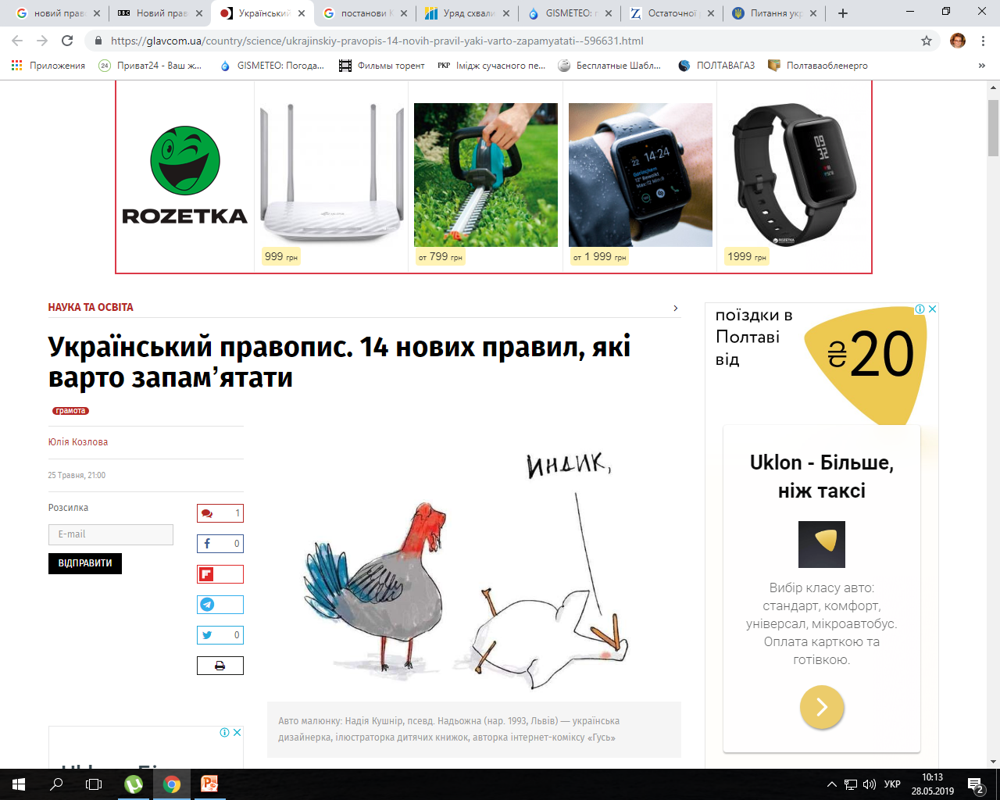 новий прав
Новий прав
Український
постанови К
Уряд схвали
GISMETEO: п
Остаточної р
Питання укр
https://glavcom.ua/country/science/ukrajinskiy-pravopis-14-novih-pravil-yaki-varto-zapamyatati--596631.html
Приложения
24 Приват24 - Ваш ж...
GISMETEO: Погода...
Фильмы торент
РКР Імідж сучасного пе...
Бесплатные Шабл...
ПОЛТАВАГАЗ
Полтаваобленерго
»
ROZETKA
999 грн
от 799 грн
от 1 999 грн
1999 грн
НАУКА ТА ОСВІТА
Український правопис. 14 нових правил, які
варто запам’ятати
грамота
Юлія Козлова
25 Травня, 21:00
Розсилка
E-mail
ВІДПРАВИТИ
1
0
0
ИНДИК,
Авто малюнку: Надія Кушнір, псевд. Надьожна (нар. 1993, Львів) — українська
дизайнерка, ілюстраторка дитячих книжок, авторка інтернет-коміксу «Гусь»
поїздки в
Полтаві
від
₴20
Uklon - Більше,
ніж таксі
Вибір класу авто:
стандарт, комфорт,
універсал, мікроавтобус.
Оплата карткою та
готівкою.
УКР
10:13
28.05.2019
2